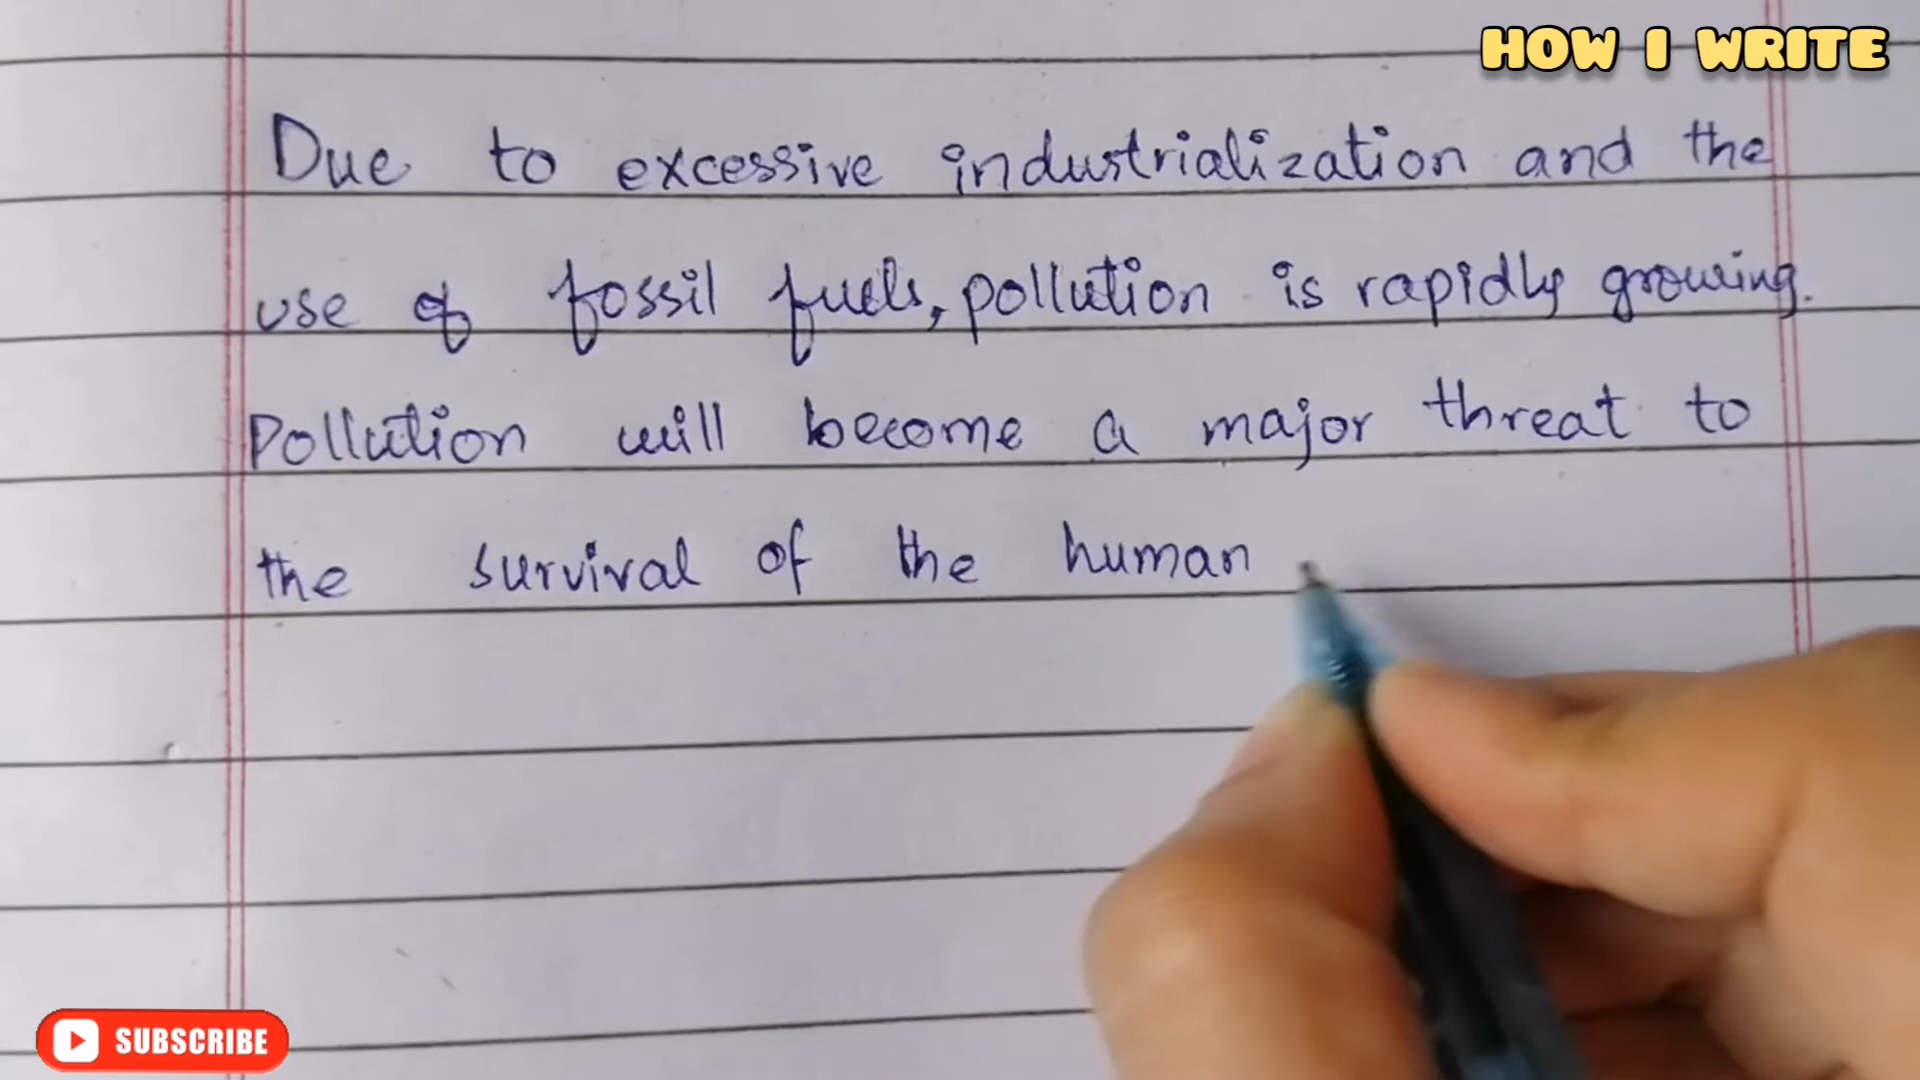 HOW I WRITE
Due to excessive industrialization and the
use of fossil fuels, pollution is rapidly growing.
Pollution will become a major threat to
the survival of the human
SUBSCRIBE